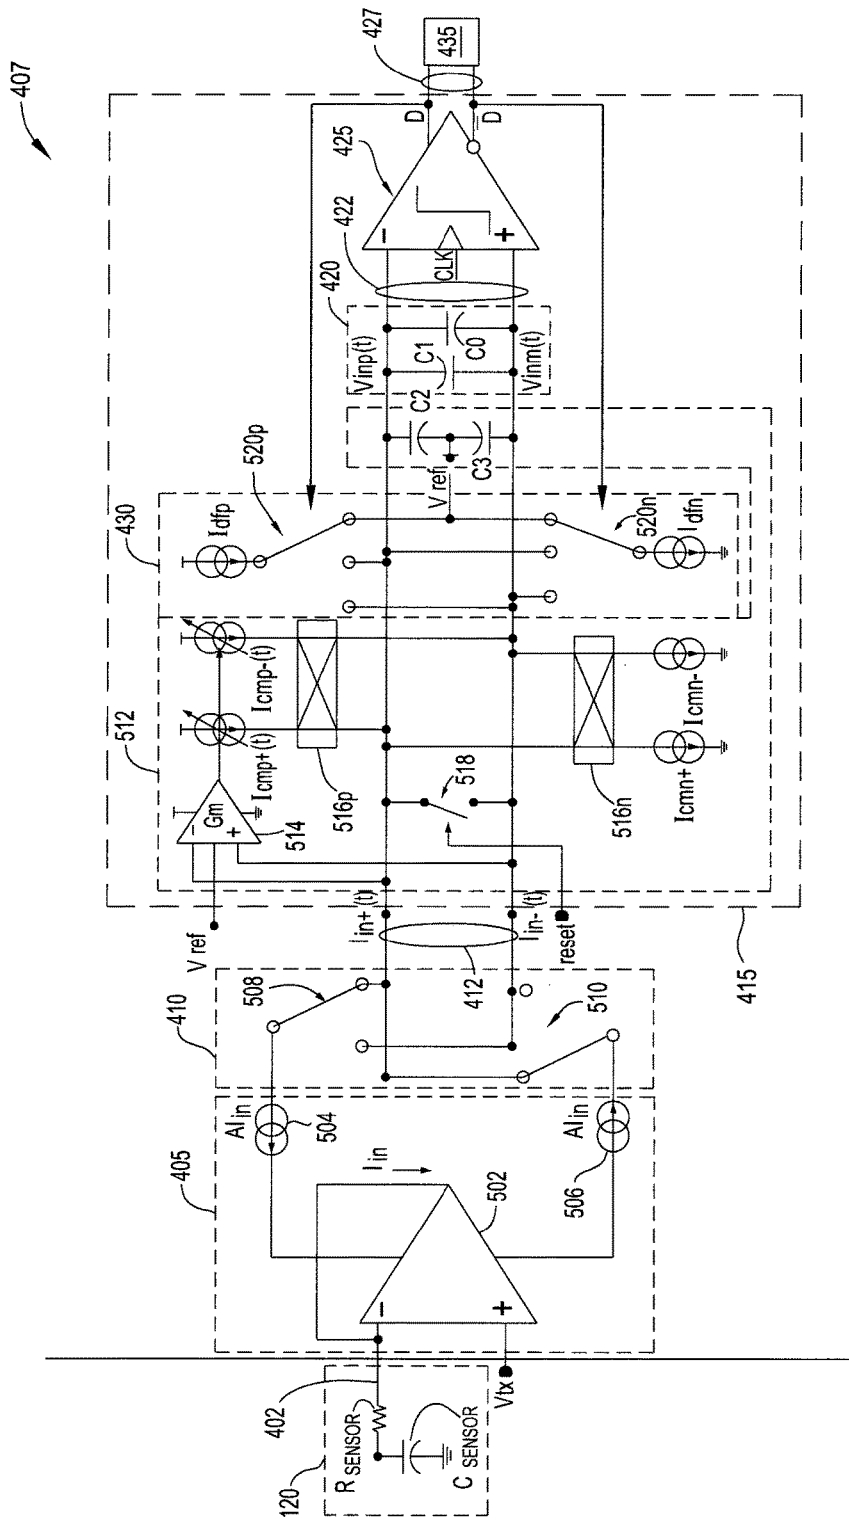 407
427
435
D
D
425
422
420
CLK
−
+
Vinp(t)
C1
C0
Vinm(t)
C2
C3
V ref
520p
520n
430
Idfp
Idfn
512
Icmp-(t)
Icmp+(t)
516p
516n
Icmn-
Icmn+
Gm
−
+
514
518
V ref
reset
415
Iin+(t)
Iin-(t)
412
410
508
510
405
AIin
504
AIin
506
Iin
502
−
+
402
Vtx
120
RSENSOR
CSENSOR